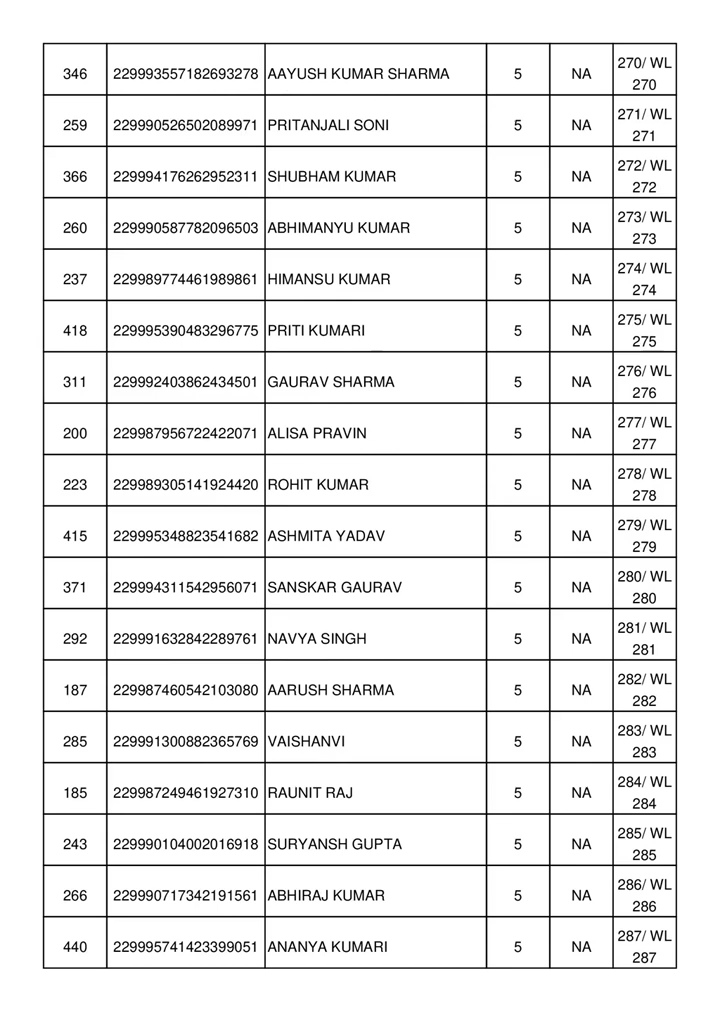 346 229993557182693278 AAYUSH KUMAR SHARMA 5 NA 270/ WL 270
259 229990526502089971 PRITANJALI SONI 5 NA 271/ WL 271
366 229994176262952311 SHUBHAM KUMAR 5 NA 272/ WL 272
260 229990587782096503 ABHIMANYU KUMAR 5 NA 273/ WL 273
237 229989774461989861 HIMANSU KUMAR 5 NA 274/ WL 274
418 229995390483296775 PRITI KUMARI 5 NA 275/ WL 275
311 229992403862434501 GAURAV SHARMA 5 NA 276/ WL 276
200 229987956722422071 ALISA PRAVIN 5 NA 277/ WL 277
223 229989305141924420 ROHIT KUMAR 5 NA 278/ WL 278
415 229995348823541682 ASHMITA YADAV 5 NA 279/ WL 279
371 229994311542956071 SANSKAR GAURAV 5 NA 280/ WL 280
292 229991632842289761 NAVYA SINGH 5 NA 281/ WL 281
187 229987460542103080 AARUSH SHARMA 5 NA 282/ WL 282
285 229991300882365769 VAISHANVI 5 NA 283/ WL 283
185 229987249461927310 RAUNIT RAJ 5 NA 284/ WL 284
243 229990104002016918 SURYANSH GUPTA 5 NA 285/ WL 285
266 229990717342191561 ABHIRAJ KUMAR 5 NA 286/ WL 286
440 229995741423399051 ANANYA KUMARI 5 NA 287/ WL 287